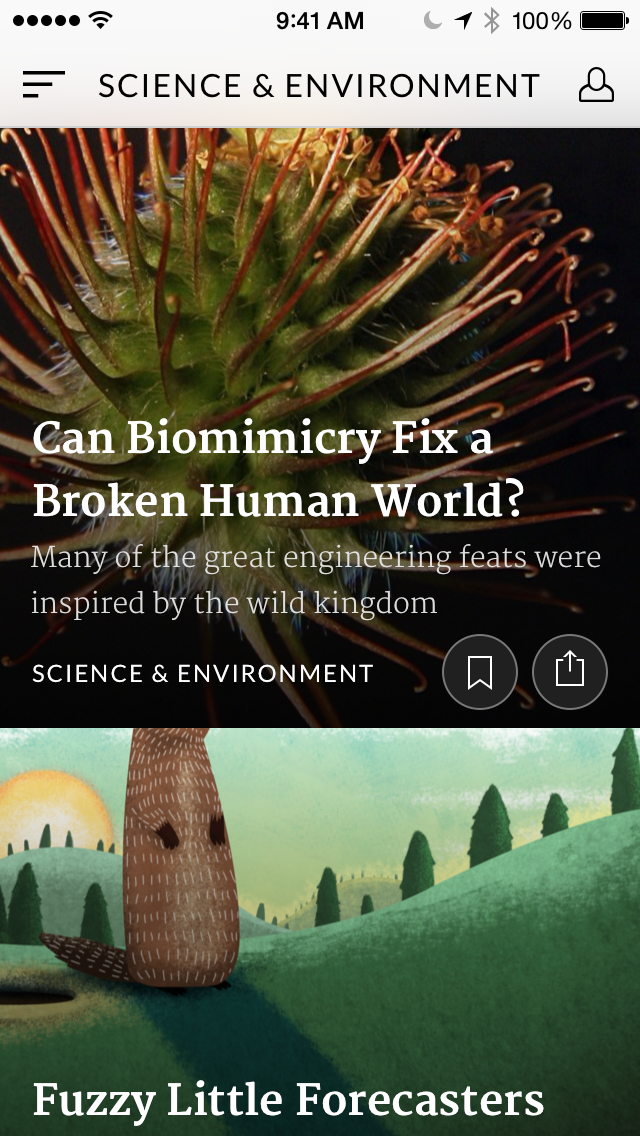 9:41 AM 100%
SCIENCE & ENVIRONMENT
Can Biomimicry Fix a
Broken Human World?
Many of the great engineering feats were
inspired by the wild kingdom
SCIENCE & ENVIRONMENT
Fuzzy Little Forecasters